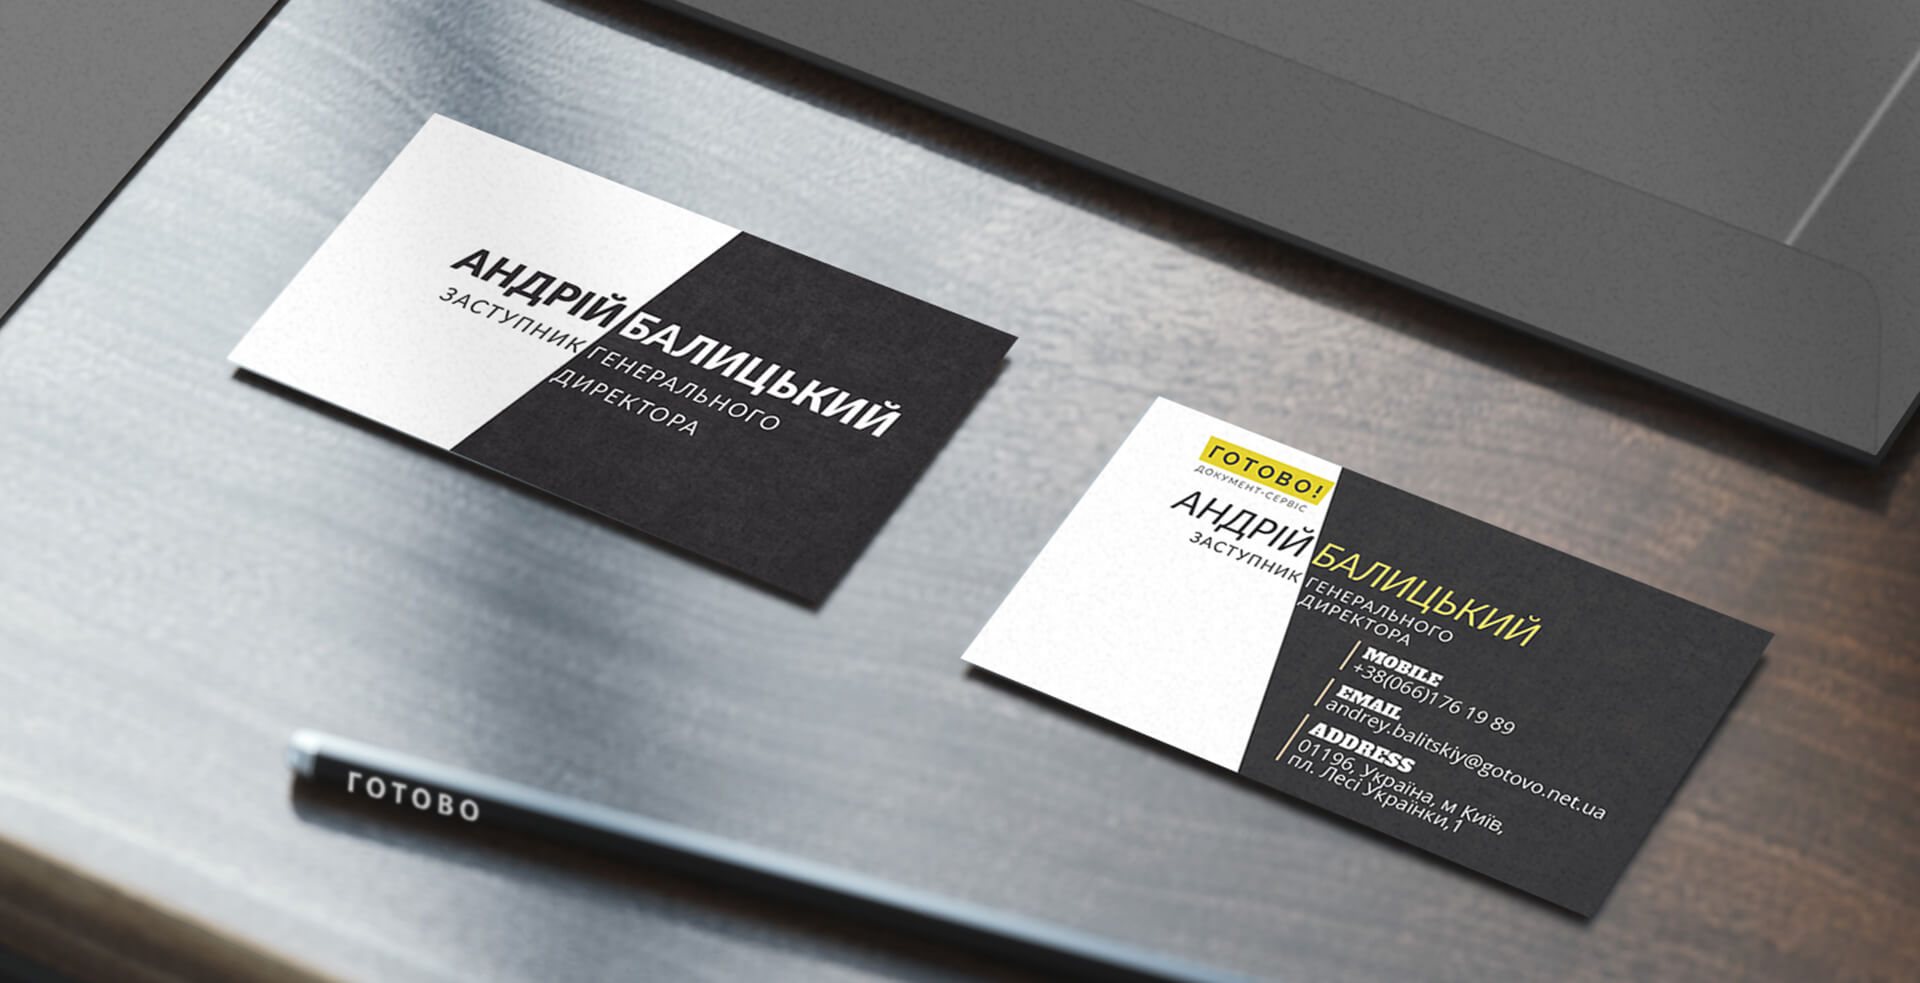 АНДРІЙ БАЛИЦЬКИЙ
ЗАСТУПНИК ГЕНЕРАЛЬНОГО
ДИРЕКТОРА
ГОТОВО!
ДОКУМЕНТ-СЕРВІС
АНДРІЙ БАЛИЦЬКИЙ
ЗАСТУПНИК ГЕНЕРАЛЬНОГО
ДИРЕКТОРА
MOBILE
+38(066)176 19 89
EMAIL
andrey.balitskiy@gotovo.net.ua
ADDRESS
01196, Україна, м Київ,
пл. Лесі Українки,1
ГОТОВО